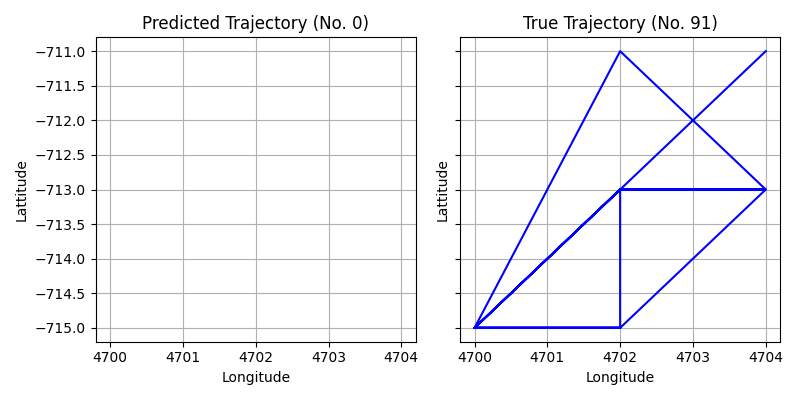 Predicted Trajectory (No. 0)
Lattitude
−711.0
−711.5
−712.0
−712.5
−713.0
−713.5
−714.0
−714.5
−715.0
4700 4701 4702 4703 4704
Longitude
True Trajectory (No. 91)
Lattitude
4700 4701 4702 4703 4704
Longitude